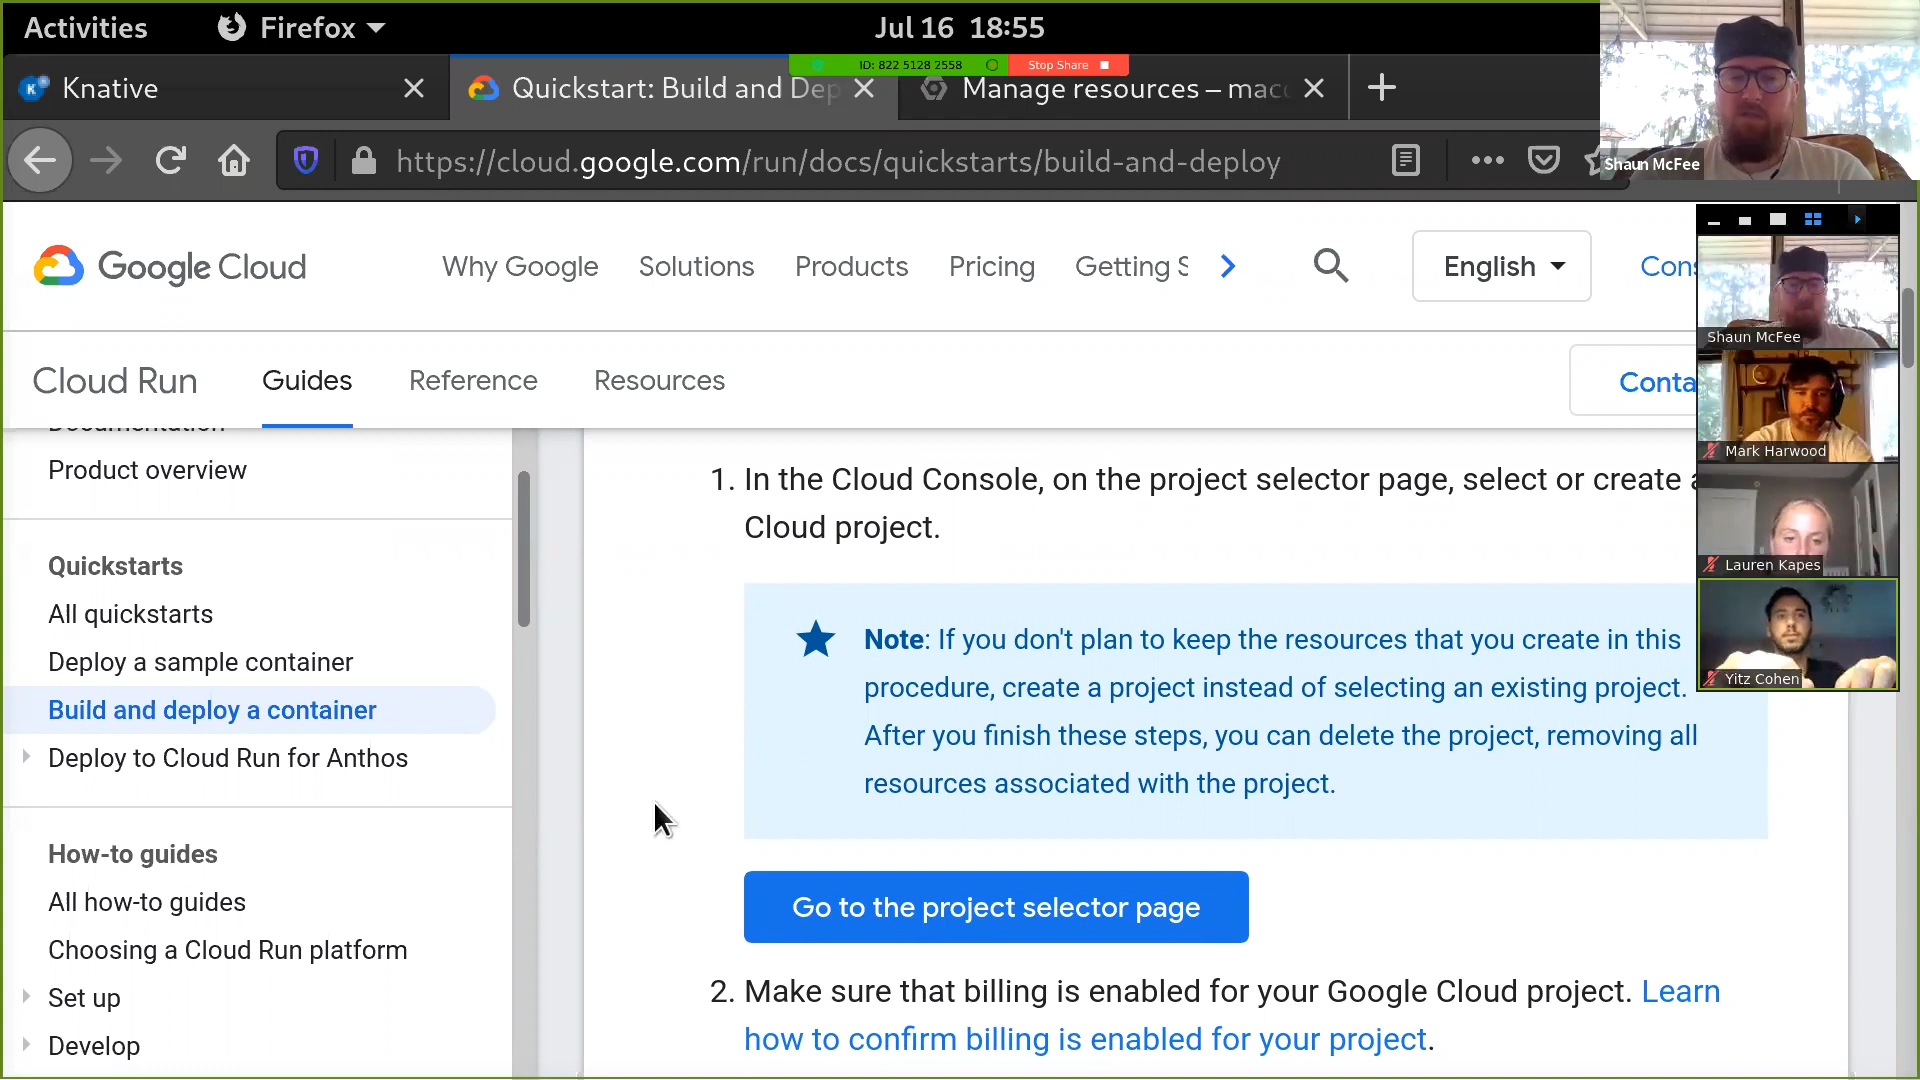 Activities
Firefox
Jul 16 18:55
Knative
Quickstart: Build and Dep
Manage resources – mac
ID: 822 5128 2558
Stop Share
https://cloud.google.com/run/docs/quickstarts/build-and-deploy
Shaun McFee
Google Cloud
Why Google
Solutions
Products
Pricing
Getting S
English
Cons
Cloud Run
Guides
Reference
Resources
Conta
Shaun McFee
Mark Harwood
Lauren Kapes
Yitz Cohen
Documentation
Product overview
Quickstarts
All quickstarts
Deploy a sample container
Build and deploy a container
Deploy to Cloud Run for Anthos
How-to guides
All how-to guides
Choosing a Cloud Run platform
Set up
Develop
1. In the Cloud Console, on the project selector page, select or create a
Cloud project.
Note: If you don't plan to keep the resources that you create in this
procedure, create a project instead of selecting an existing project.
After you finish these steps, you can delete the project, removing all
resources associated with the project.
Go to the project selector page
2. Make sure that billing is enabled for your Google Cloud project. Learn
how to confirm billing is enabled for your project.